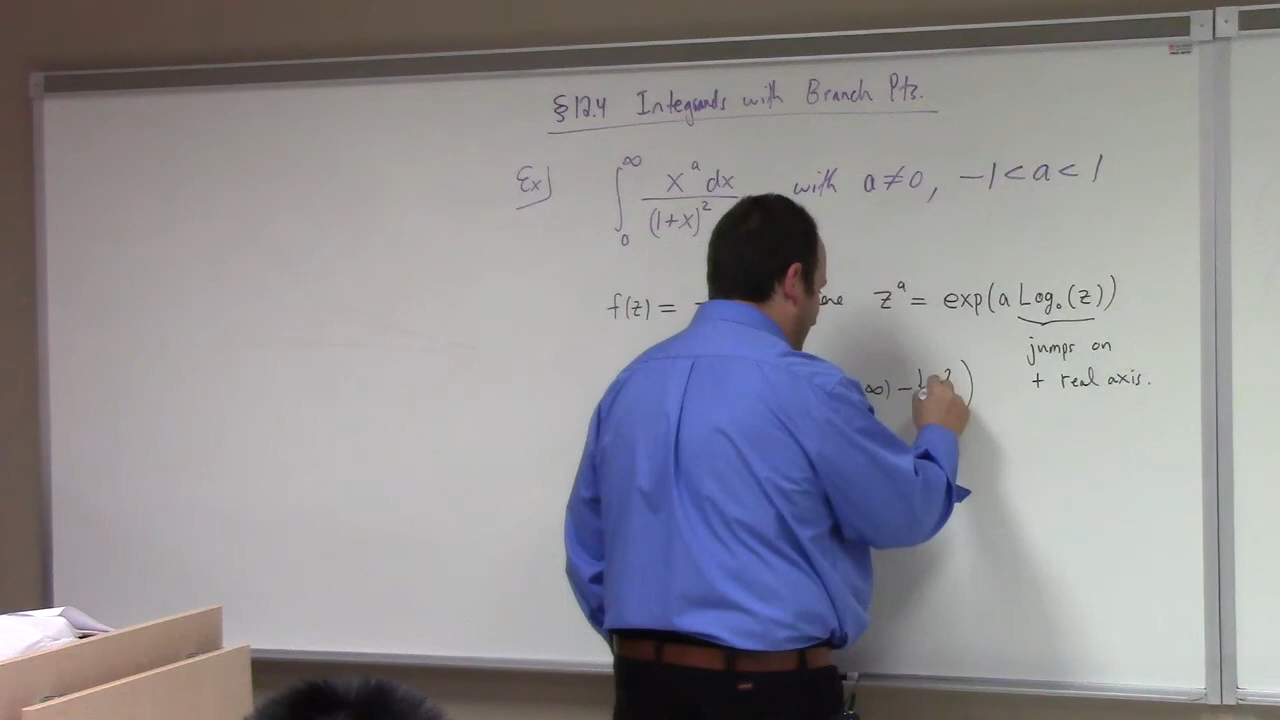 §12.4 Integrands with Branch Pts.
Ex) ∫₀^∞ x^a dx / (1+x)² with a≠0, -1<a<1
f(z) = z^a = exp(a Log₀(z))
jumps on
+ real axis.
∞) -